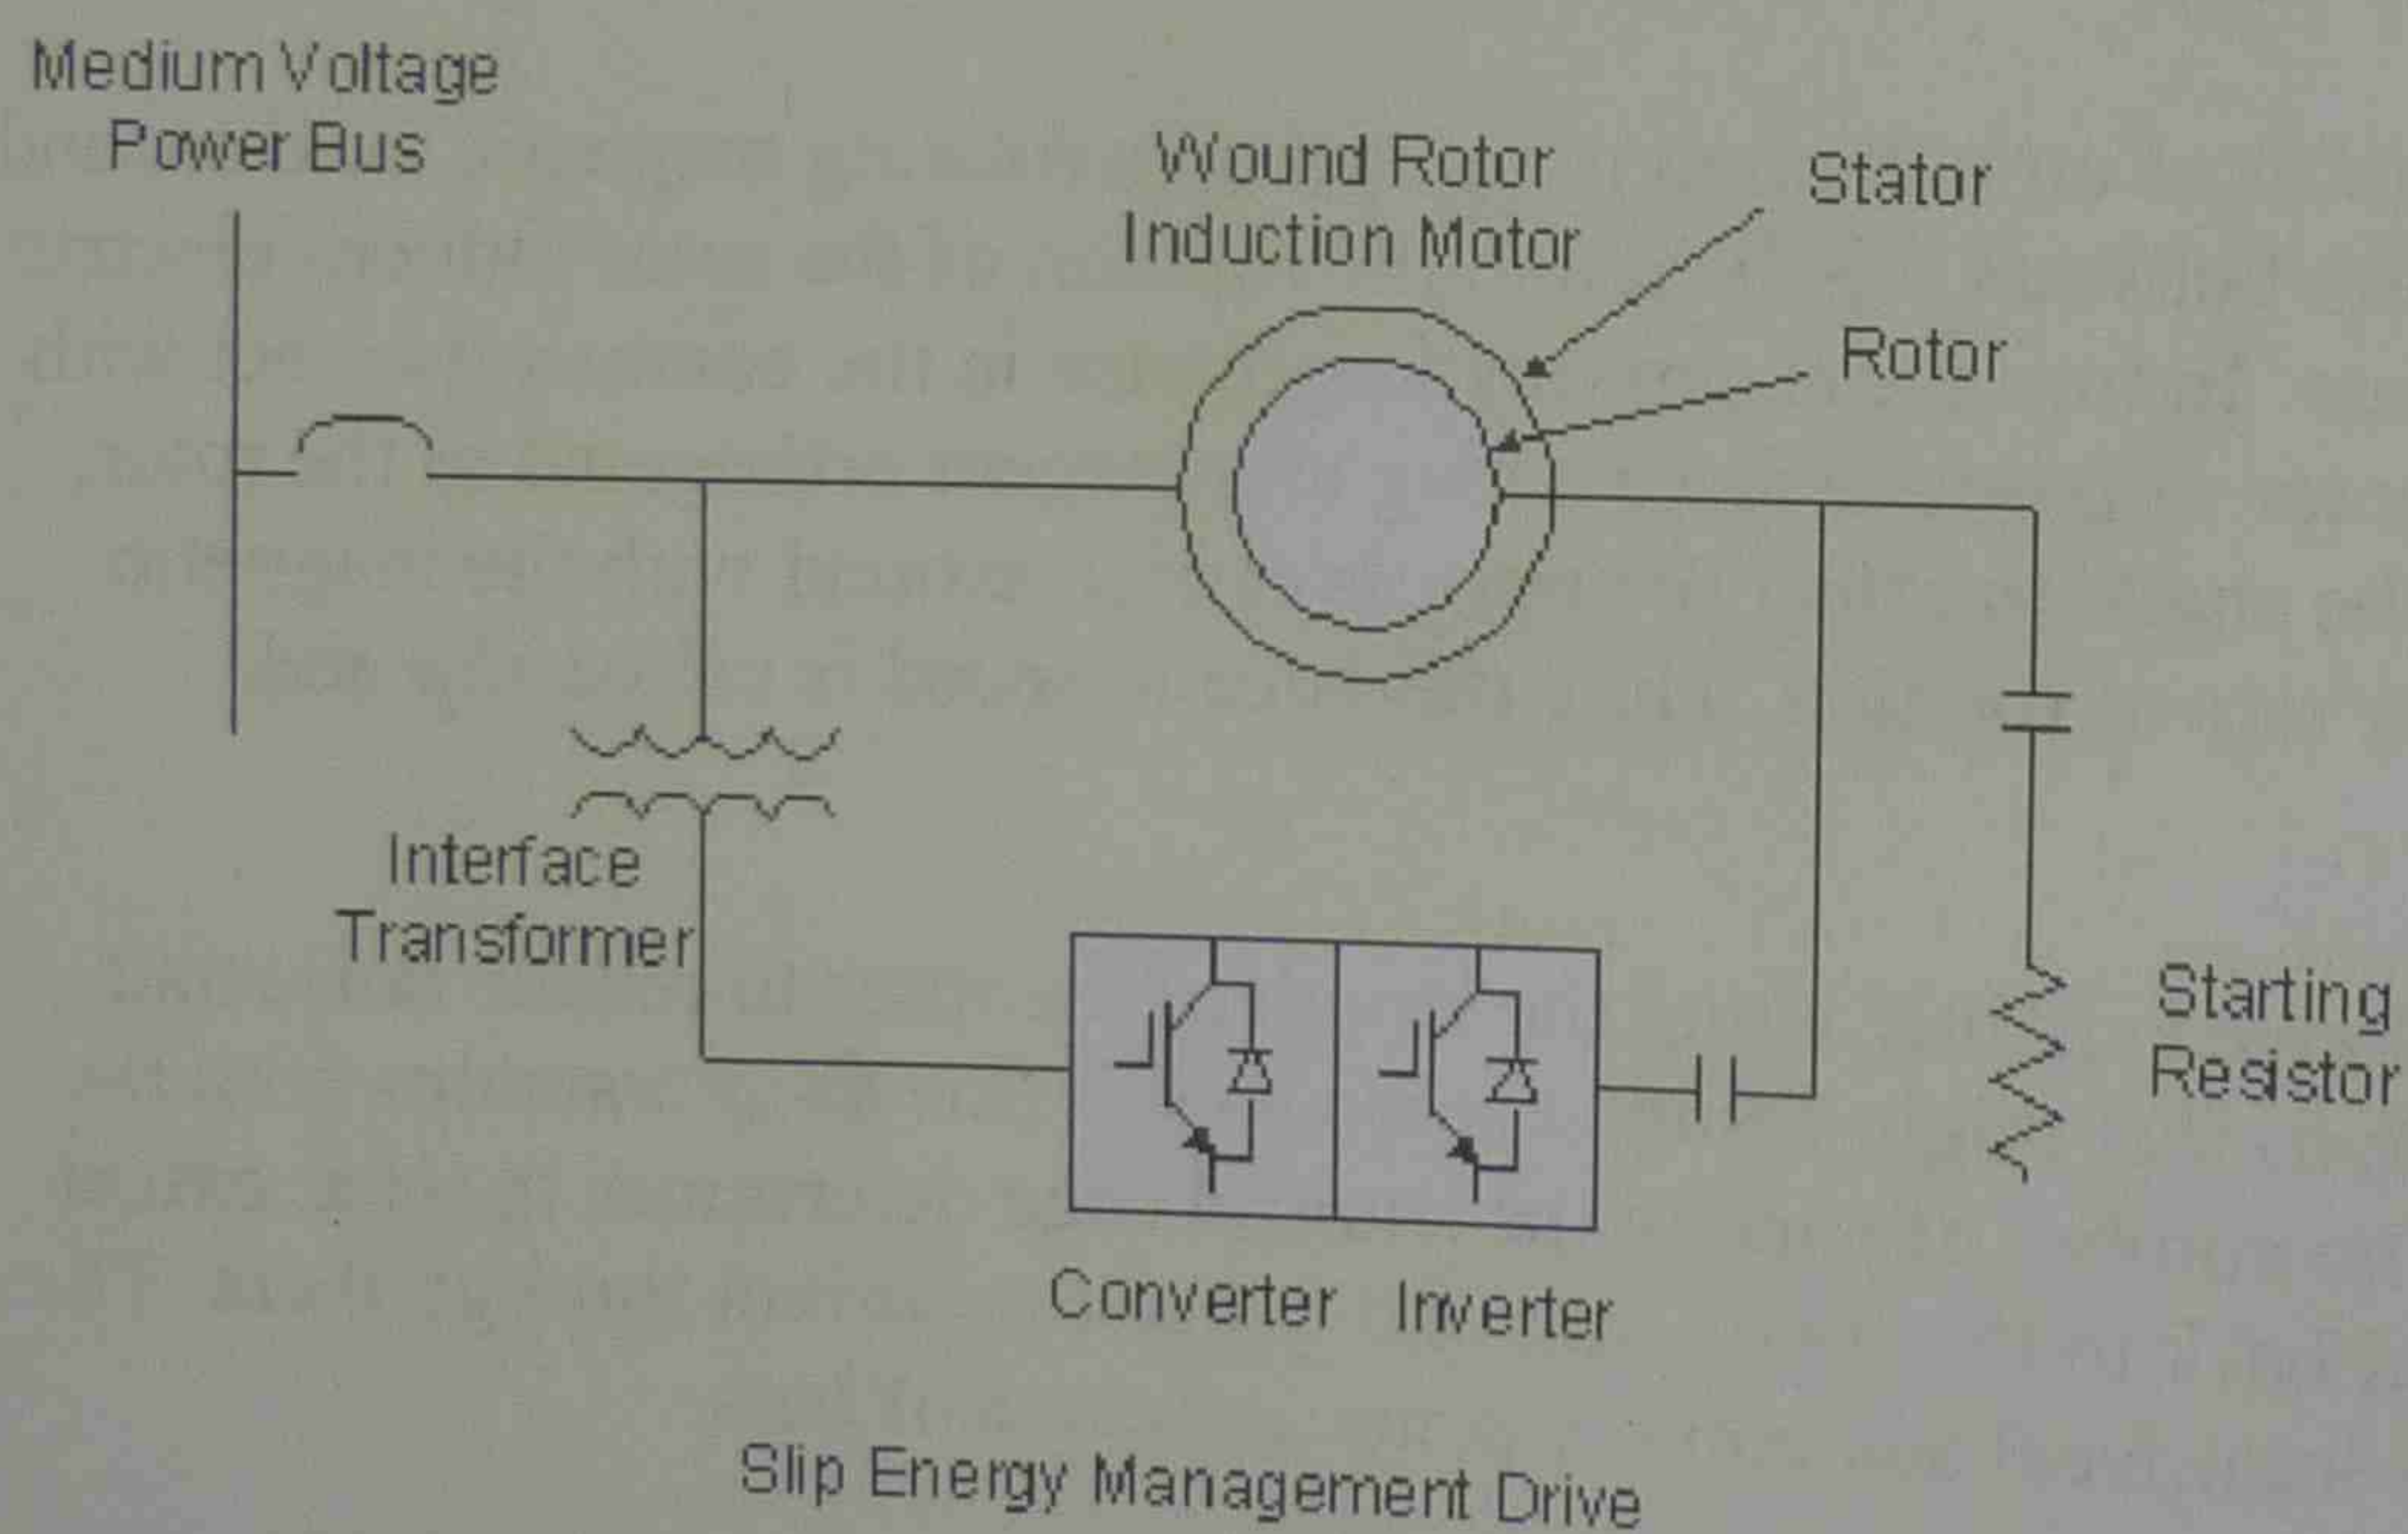 Medium Voltage
Power Bus
Wound Rotor
Induction Motor
Stator
Rotor
Interface
Transformer
Starting
Resistor
Converter
Inverter
Slip Energy Management Drive